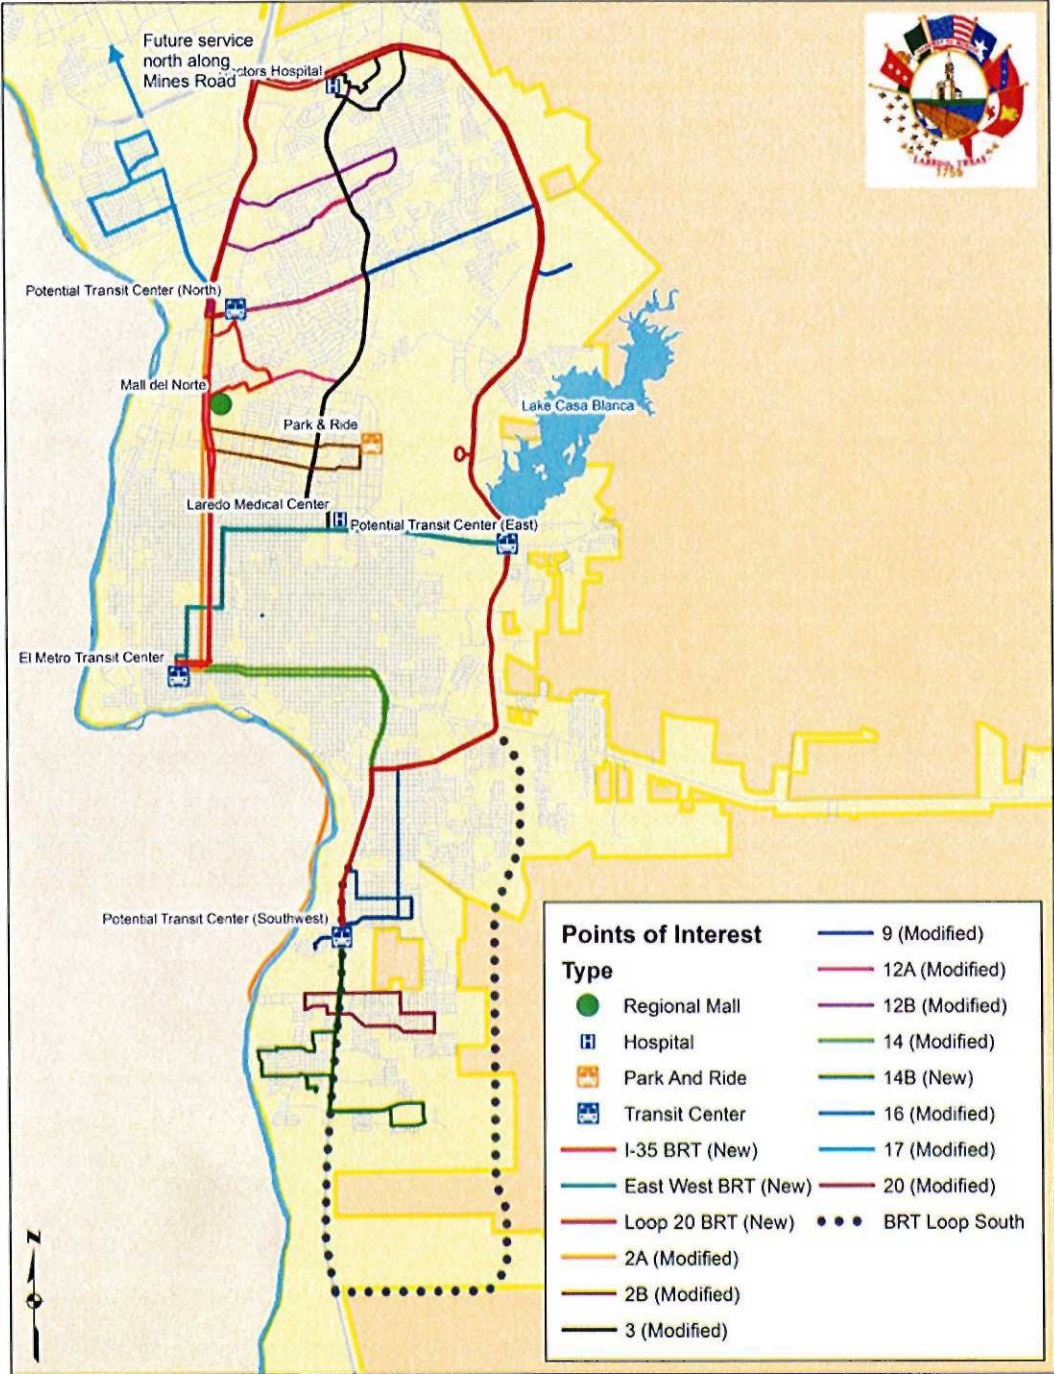 Future service
north along
Mines Road
ctors Hospital
LAREDO, TEXAS
1755
Potential Transit Center (North)
Mall del Norte
Park & Ride
Lake Casa Blanca
Laredo Medical Center
Potential Transit Center (East)
El Metro Transit Center
Potential Transit Center (Southwest)
Points of Interest
Type
Regional Mall
Hospital
Park And Ride
Transit Center
I-35 BRT (New)
East West BRT (New)
Loop 20 BRT (New)
2A (Modified)
2B (Modified)
3 (Modified)
9 (Modified)
12A (Modified)
12B (Modified)
14 (Modified)
14B (New)
16 (Modified)
17 (Modified)
20 (Modified)
BRT Loop South
H
H
H
N